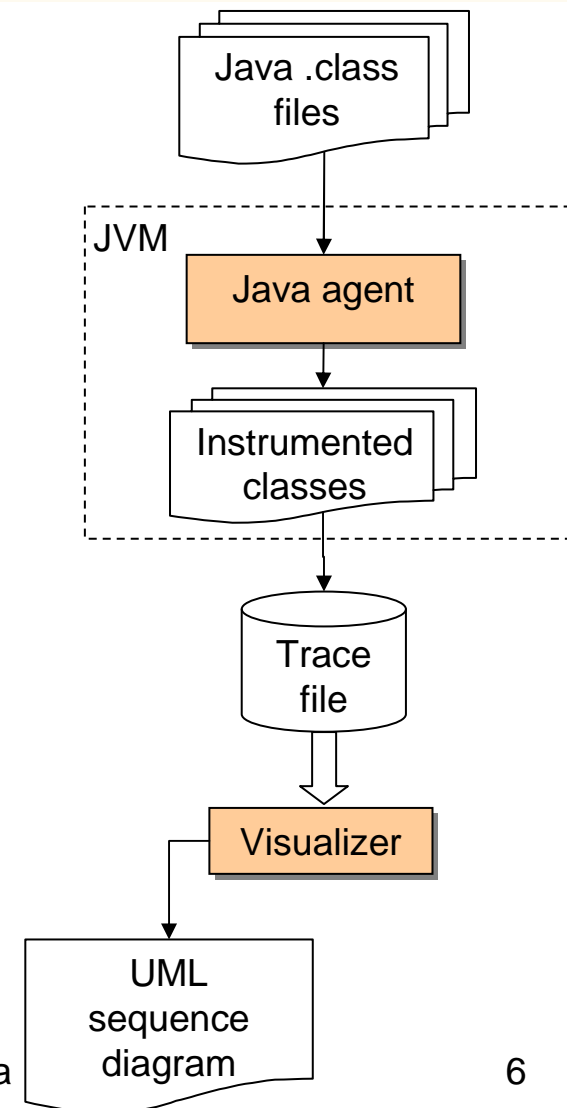 Java .class
files
JVM
Java agent
Instrumented
classes
Trace
file
Visualizer
UML
sequence
diagram
a
6